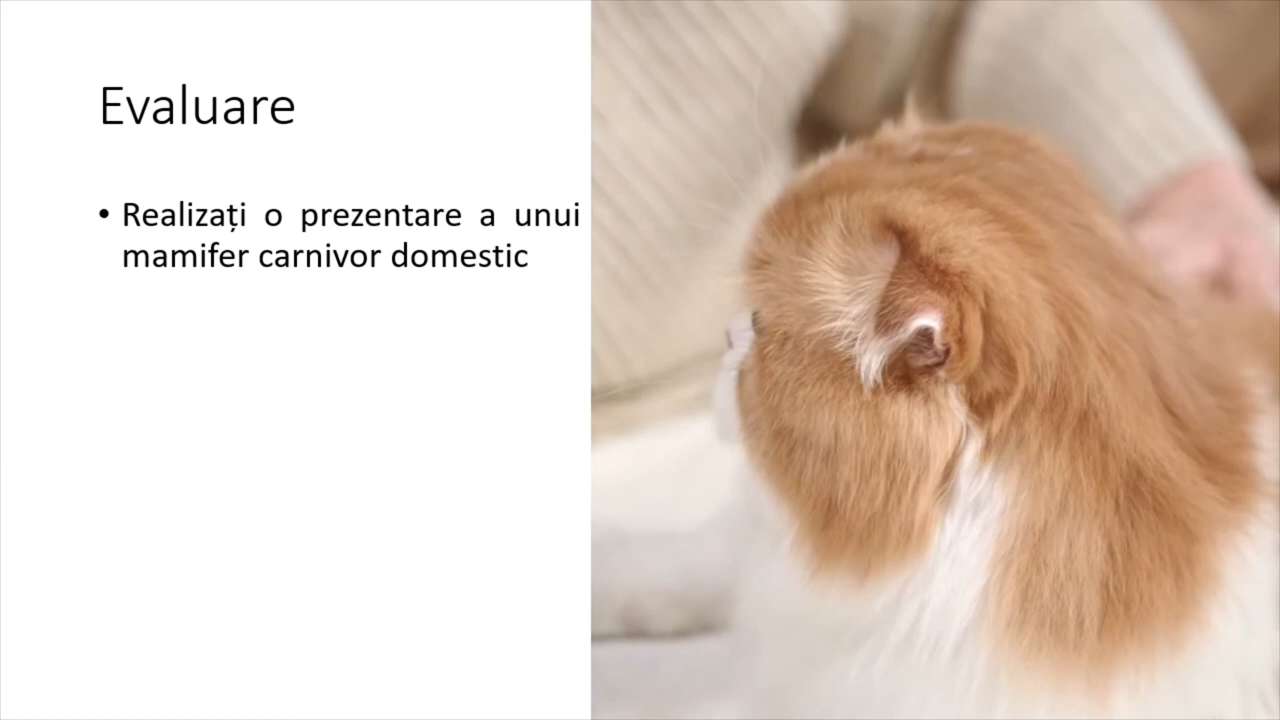 Evaluare
• Realizați o prezentare a unui
mamifer carnivor domestic